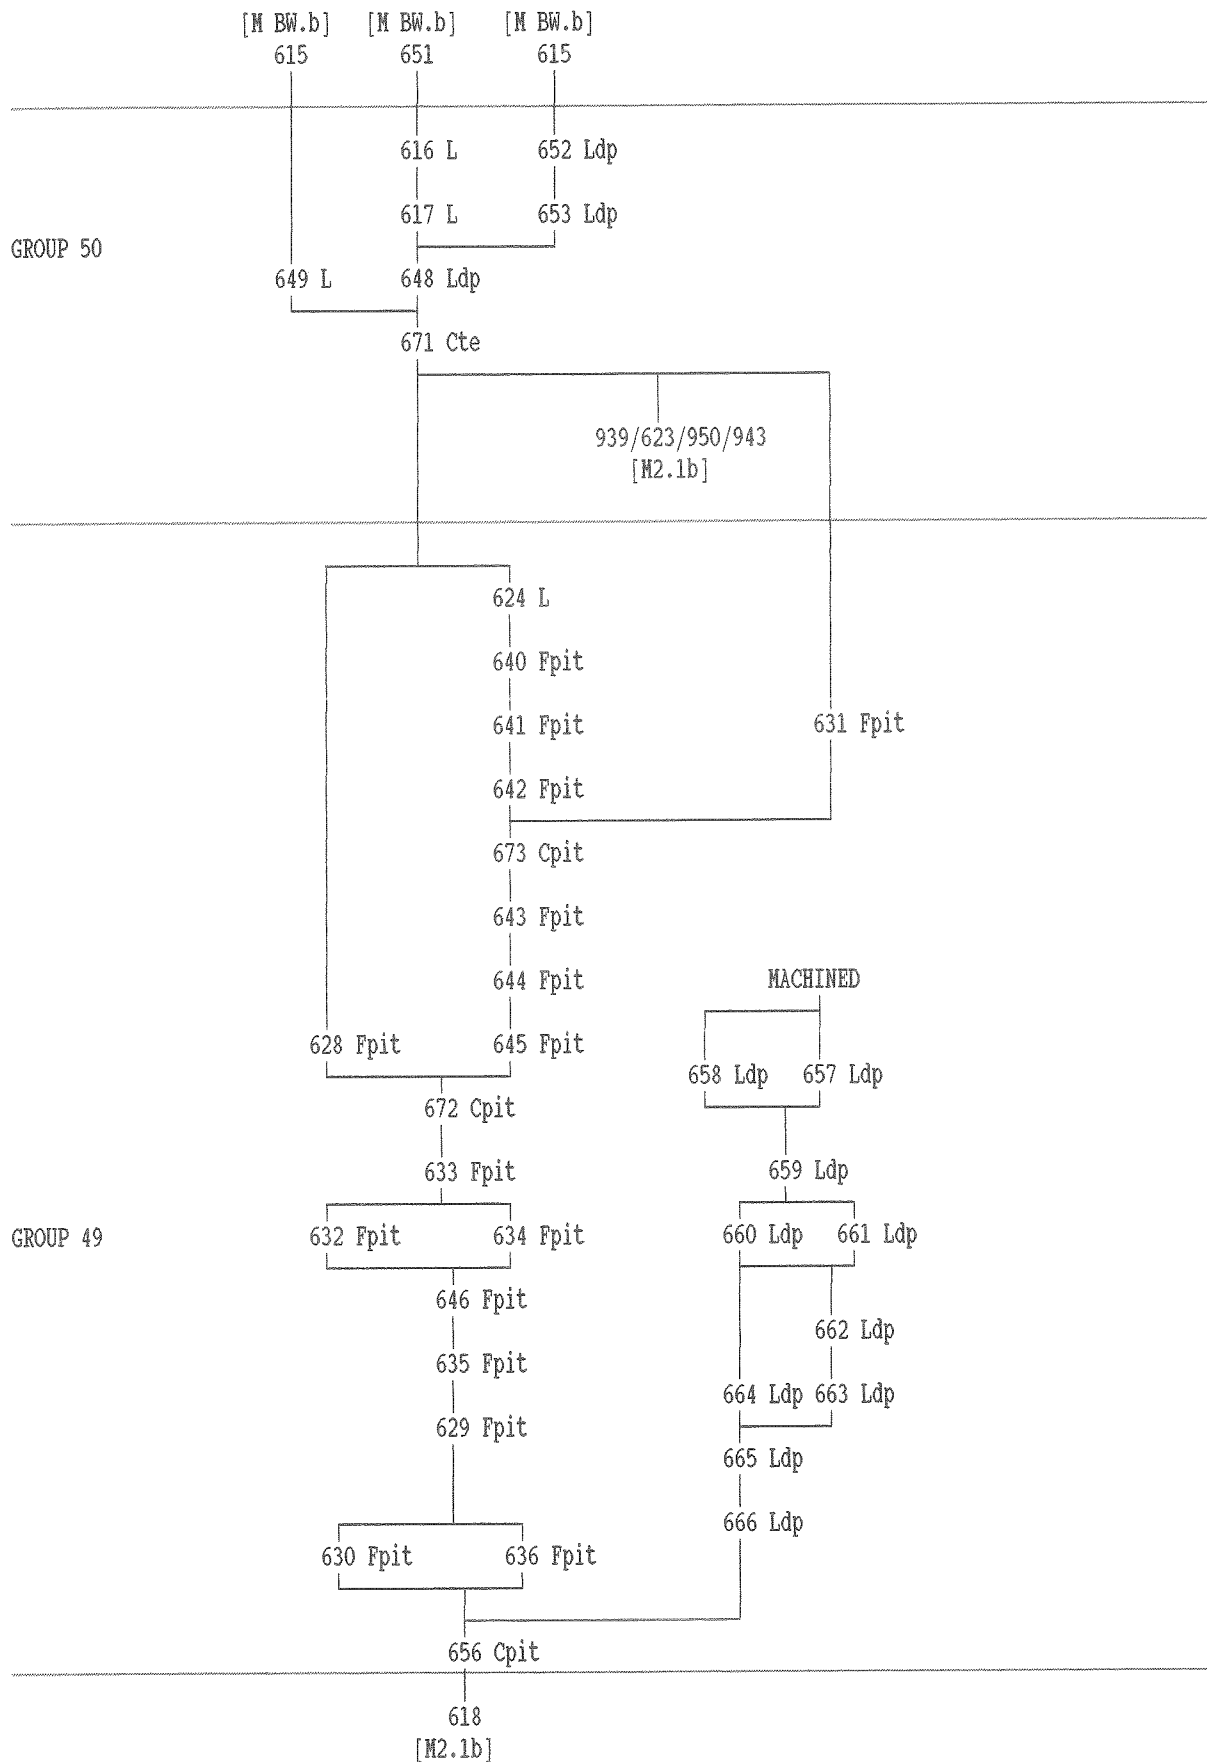 [M BW.b] [M BW.b] [M BW.b]
615 651 615
616 L 652 Ldp
617 L 653 Ldp
GROUP 50
649 L 648 Ldp
671 Cte
939/623/950/943
[M2.1b]
624 L
640 Fpit
641 Fpit 631 Fpit
642 Fpit
673 Cpit
643 Fpit
644 Fpit MACHINED
628 Fpit 645 Fpit
658 Ldp 657 Ldp
672 Cpit
633 Fpit 659 Ldp
GROUP 49 632 Fpit 634 Fpit 660 Ldp 661 Ldp
646 Fpit
662 Ldp
635 Fpit
664 Ldp 663 Ldp
629 Fpit
665 Ldp
666 Ldp
630 Fpit 636 Fpit
656 Cpit
618
[M2.1b]